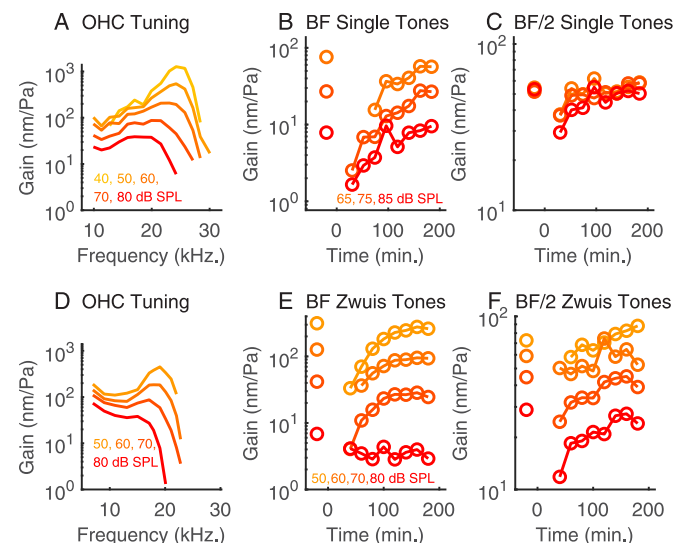 A OHC Tuning
Gain (nm/Pa)
10³
10²
10¹
10⁰
40, 50, 60,
70, 80 dB SPL
10 20 30
Frequency (kHz.)
B BF Single Tones
Gain (nm/Pa)
10²
10¹
10⁰
65, 75, 85 dB SPL
0 100 200
Time (min.)
C BF/2 Single Tones
Gain (nm/Pa)
10²
10¹
0 100 200
Time (min.)
D OHC Tuning
Gain (nm/Pa)
10³
10²
10¹
10⁰
50, 60, 70,
80 dB SPL
10 20 30
Frequency (kHz.)
E BF Zwuis Tones
Gain (nm/Pa)
10²
10¹
10⁰
50,60,70,80 dB SPL
0 100 200
Time (min.)
F BF/2 Zwuis Tones
Gain (nm/Pa)
10²
10¹
0 100 200
Time (min.)